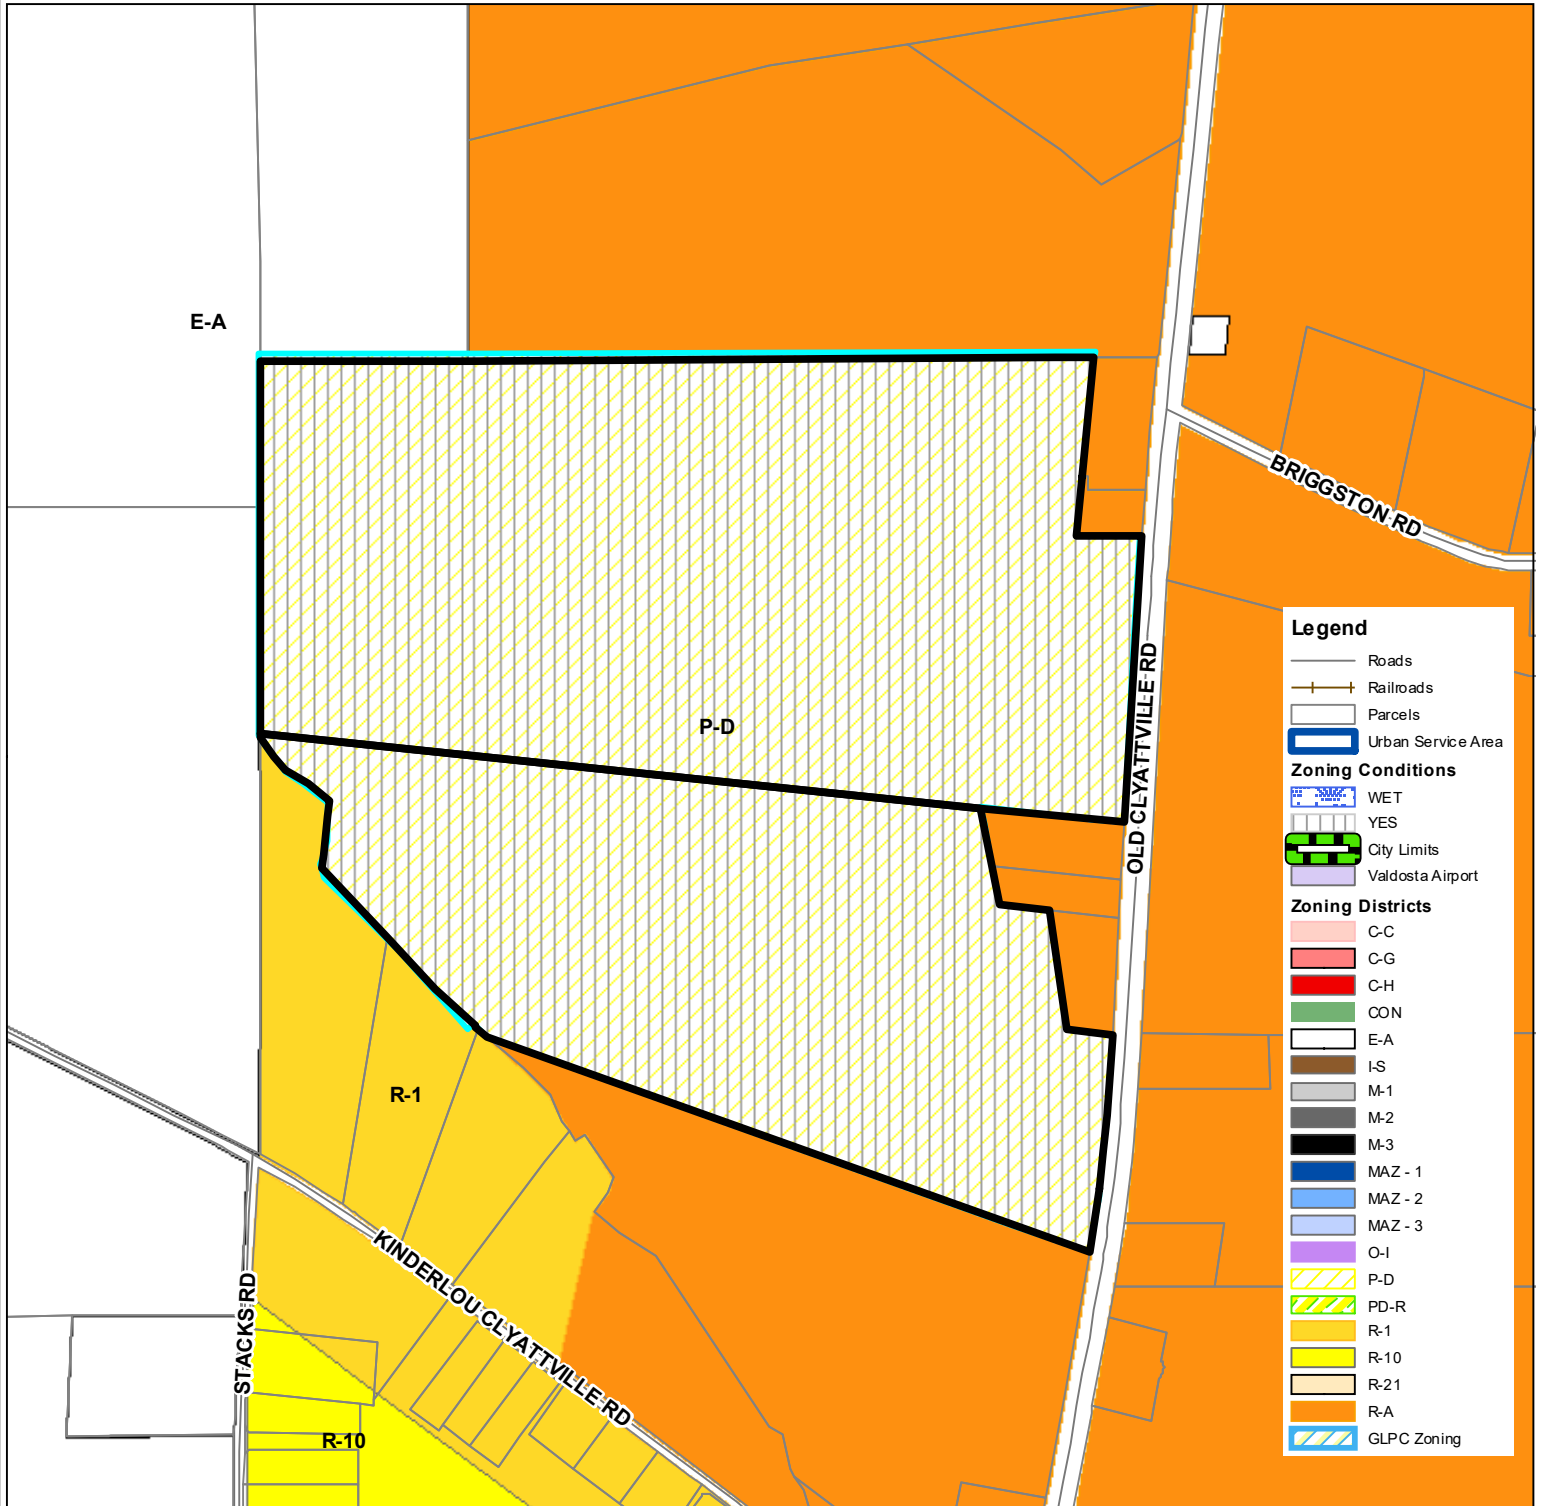 E-A
BRIGGSTON RD
P-D
OLD CLYATTVILLE RD
R-1
KINDERLOU CLYATTVILLE RD
STACKS RD
R-10
Legend
Roads
Railroads
Parcels
Urban Service Area
Zoning Conditions
WET
YES
City Limits
Valdosta Airport
Zoning Districts
C-C
C-G
C-H
CON
E-A
I-S
M-1
M-2
M-3
MAZ - 1
MAZ - 2
MAZ - 3
O-I
P-D
PD-R
R-1
R-10
R-21
R-A
GLPC Zoning